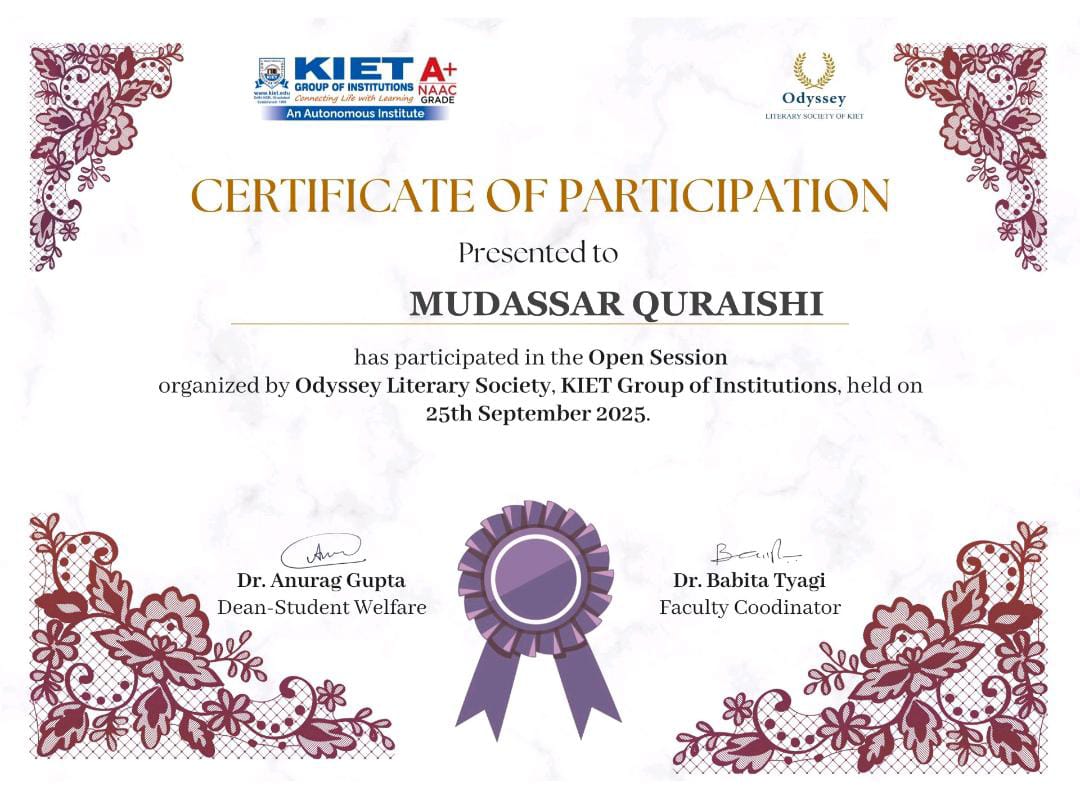 KIET A+
GROUP OF INSTITUTIONS NAAC
Connecting Life with Learning GRADE
www.kiet.edu
An Autonomous Institute
Odyssey
LITERARY SOCIETY OF KIET
CERTIFICATE OF PARTICIPATION
Presented to
MUDASSAR QURAISHI
has participated in the Open Session
organized by Odyssey Literary Society, KIET Group of Institutions, held on
25th September 2025.
Dr. Anurag Gupta
Dean-Student Welfare
Dr. Babita Tyagi
Faculty Coodinator